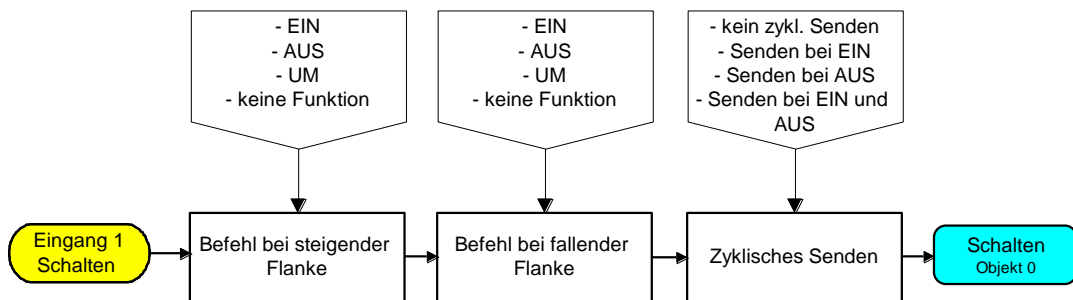 - EIN
- AUS
- UM
- keine Funktion
- EIN
- AUS
- UM
- keine Funktion
- kein zykl. Senden
- Senden bei EIN
- Senden bei AUS
- Senden bei EIN und
AUS
Eingang 1
Schalten
Befehl bei steigender
Flanke
Befehl bei fallender
Flanke
Zyklisches Senden
Schalten
Objekt 0